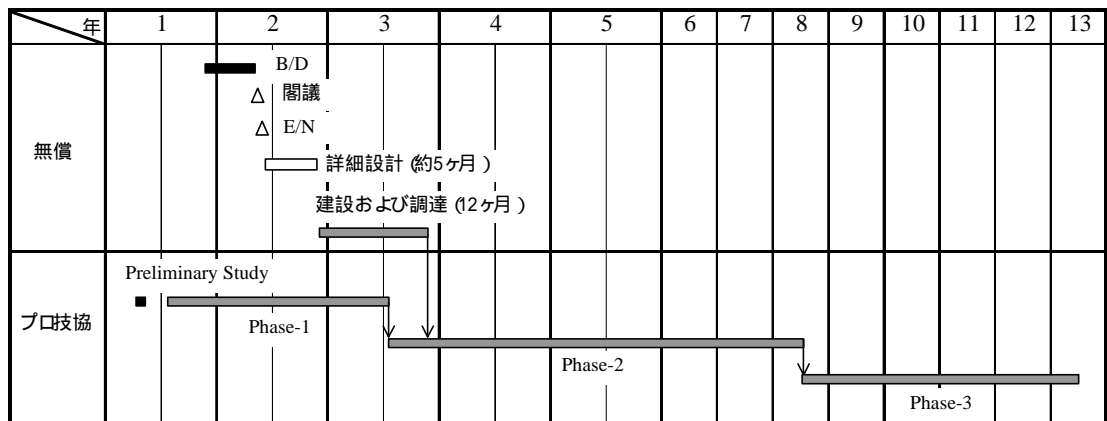 年 1 2 3 4 5 6 7 8 9 10 11 12 13
無償
B/D
閣議
E/N
詳細設計 (約5ヶ月)
建設および調達 (12ヶ月)
プロ技協
Preliminary Study
Phase-1
Phase-2
Phase-3